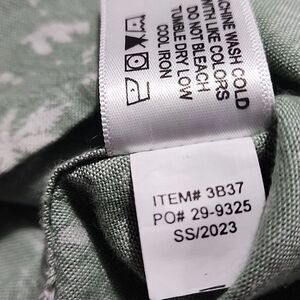 MACHINE WASH COLD
WITH LIKE COLORS
DO NOT BLEACH
TUMBLE DRY LOW
COOL IRON
ITEM# 3B37
PO# 29-9325
SS/2023